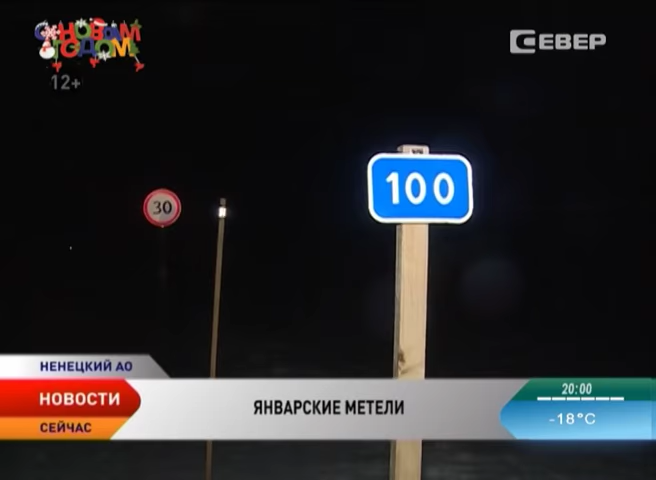 С НОВЫМ
ГОДОМ
12+
СЕВЕР
30
100
НЕНЕЦКИЙ АО
НОВОСТИ
СЕЙЧАС
ЯНВАРСКИЕ МЕТЕЛИ
20:00
-18°C